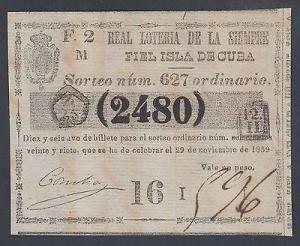 F. 2 REAL LOTERIA DE LA SIEMPRE
M FIEL ISLA DE CUBA
Sorteo núm. 627 ordinario.
(2480)
Diez y seis avo de billete para el sorteo ordinario núm.
veinte y siete, que se ha de celebrar el 29 de noviembre de 1859
Vale un peso.
16 I